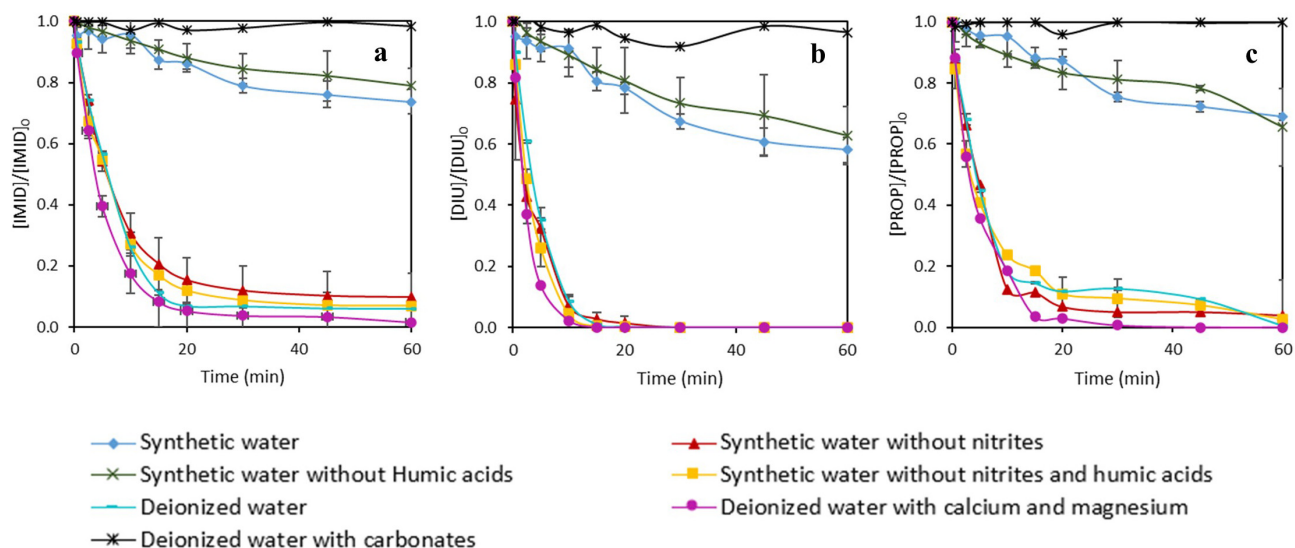 a
[IMID]/[IMID]₀
1.0
0.8
0.6
0.4
0.2
0.0
0 20 40 60
Time (min)
b
[DIU]/[DIU]₀
1.0
0.8
0.6
0.4
0.2
0.0
0 20 40 60
Time (min)
c
[PROP]/[PROP]₀
1.0
0.8
0.6
0.4
0.2
0.0
0 20 40 60
Time (min)
Synthetic water
Synthetic water without Humic acids
Deionized water
Deionized water with carbonates
Synthetic water without nitrites
Synthetic water without nitrites and humic acids
Deionized water with calcium and magnesium